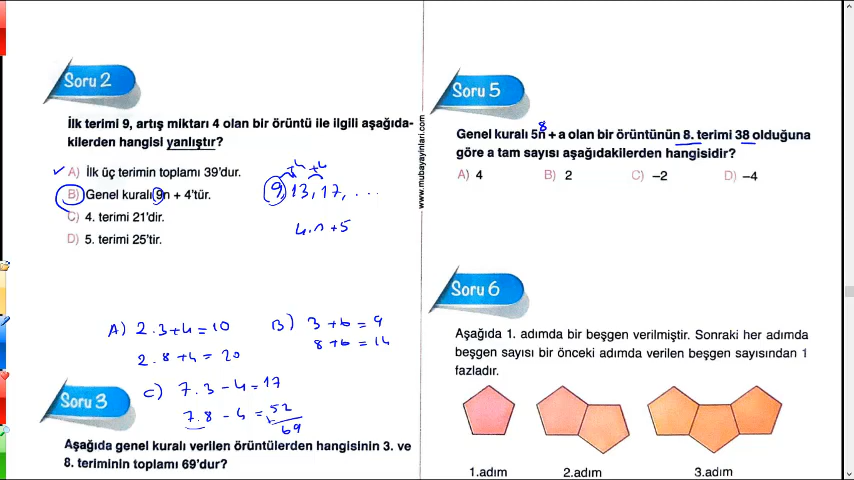 Soru 2
İlk terimi 9, artış miktarı 4 olan bir örüntü ile ilgili aşağıda-
kilerden hangisi yanlıştır?
A) İlk üç terimin toplamı 39'dur.
B) Genel kuralı 9n + 4'tür.
C) 4. terimi 21'dir.
D) 5. terimi 25'tir.
+4 +4
9, 13, 17, ...
4.n+5
A) 2.3+4=10
2.8+4=20
B) 3+6=9
8+6=14
C) 7.3-4=17
7.8-4=52
69
Soru 3
Aşağıda genel kuralı verilen örüntülerden hangisinin 3. ve
8. teriminin toplamı 69'dur?
www.mubayayinlari.com
Soru 5
8
Genel kuralı 5n + a olan bir örüntünün 8. terimi 38 olduğuna
göre a tam sayısı aşağıdakilerden hangisidir?
A) 4 B) 2 C) -2 D) -4
Soru 6
Aşağıda 1. adımda bir beşgen verilmiştir. Sonraki her adımda
beşgen sayısı bir önceki adımda verilen beşgen sayısından 1
fazladır.
1.adım 2.adım 3.adım